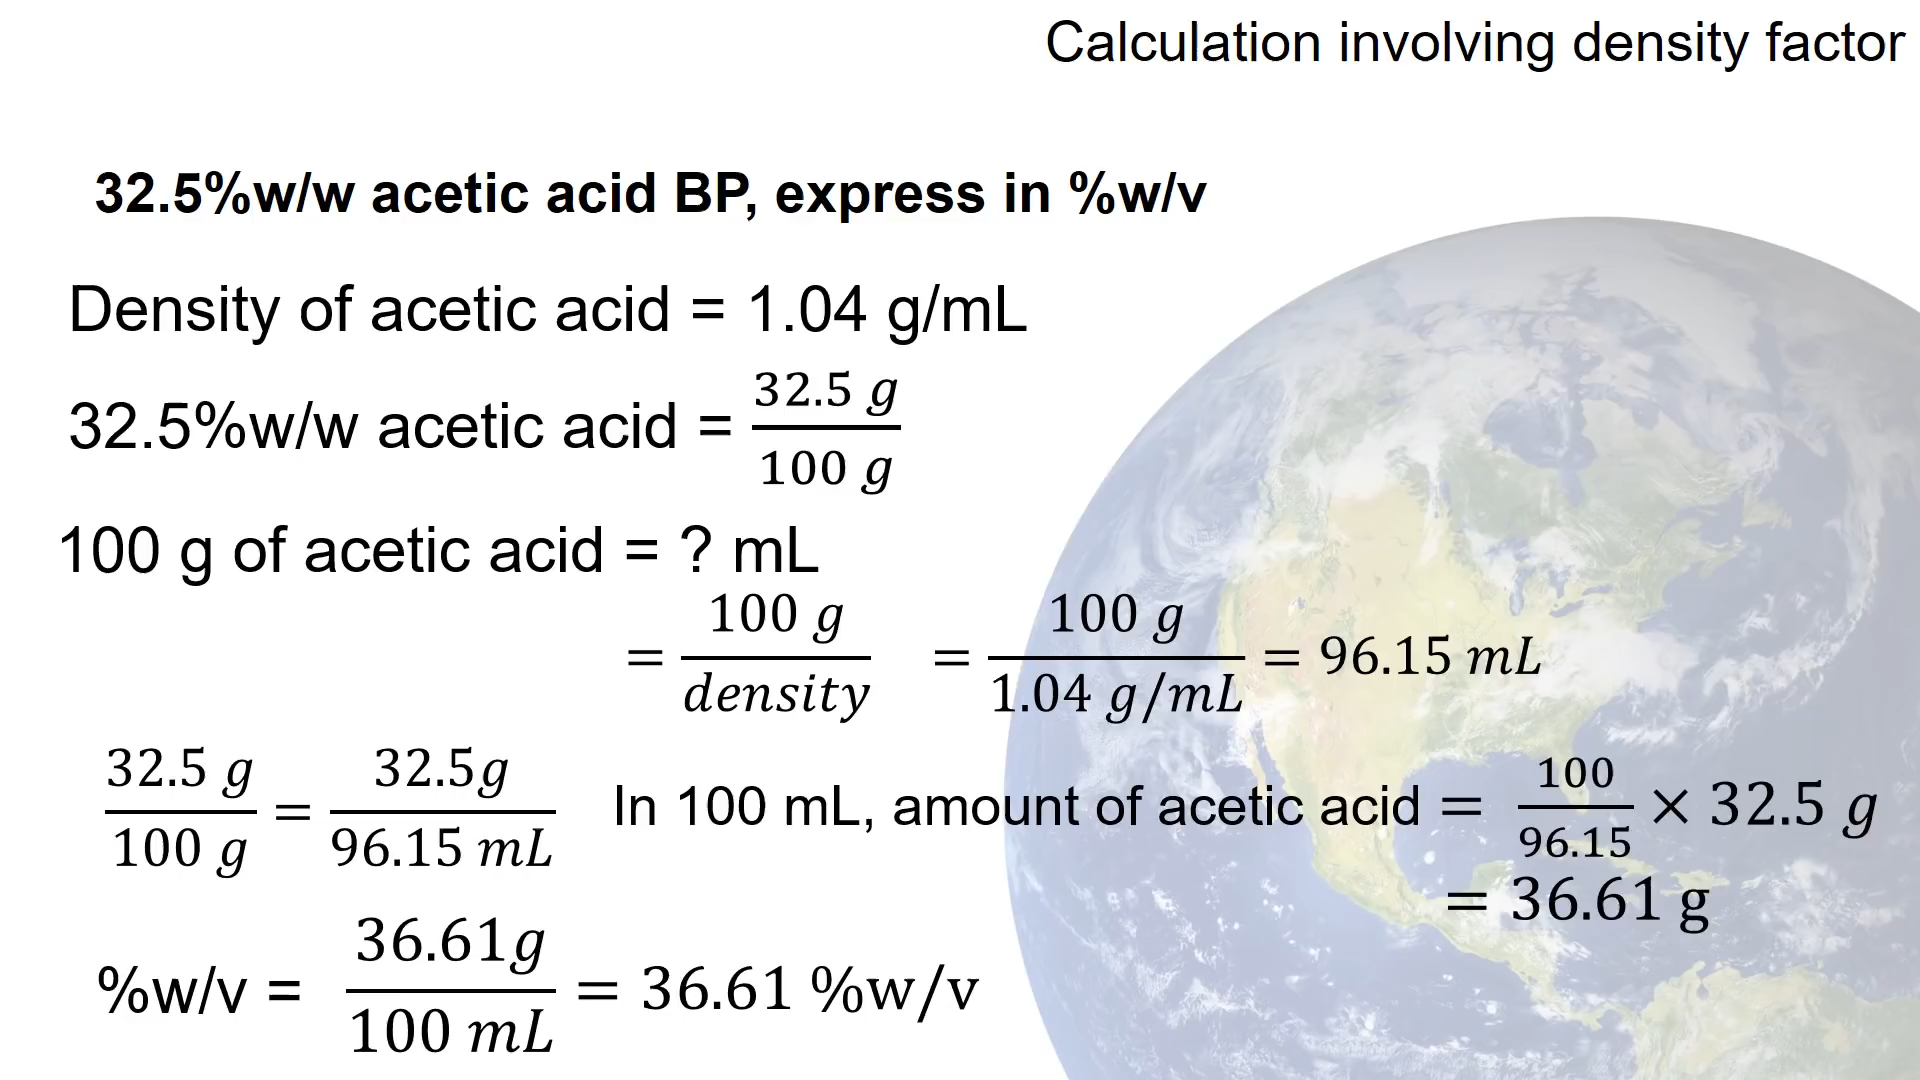 Calculation involving density factor
32.5%w/w acetic acid BP, express in %w/v
Density of acetic acid = 1.04 g/mL
32.5%w/w acetic acid = 32.5 g / 100 g
100 g of acetic acid = ? mL
= 100 g / density = 100 g / 1.04 g/mL = 96.15 mL
32.5 g / 100 g = 32.5g / 96.15 mL
In 100 mL, amount of acetic acid = 100 / 96.15 × 32.5 g
= 36.61 g
%w/v = 36.61g / 100 mL = 36.61 %w/v